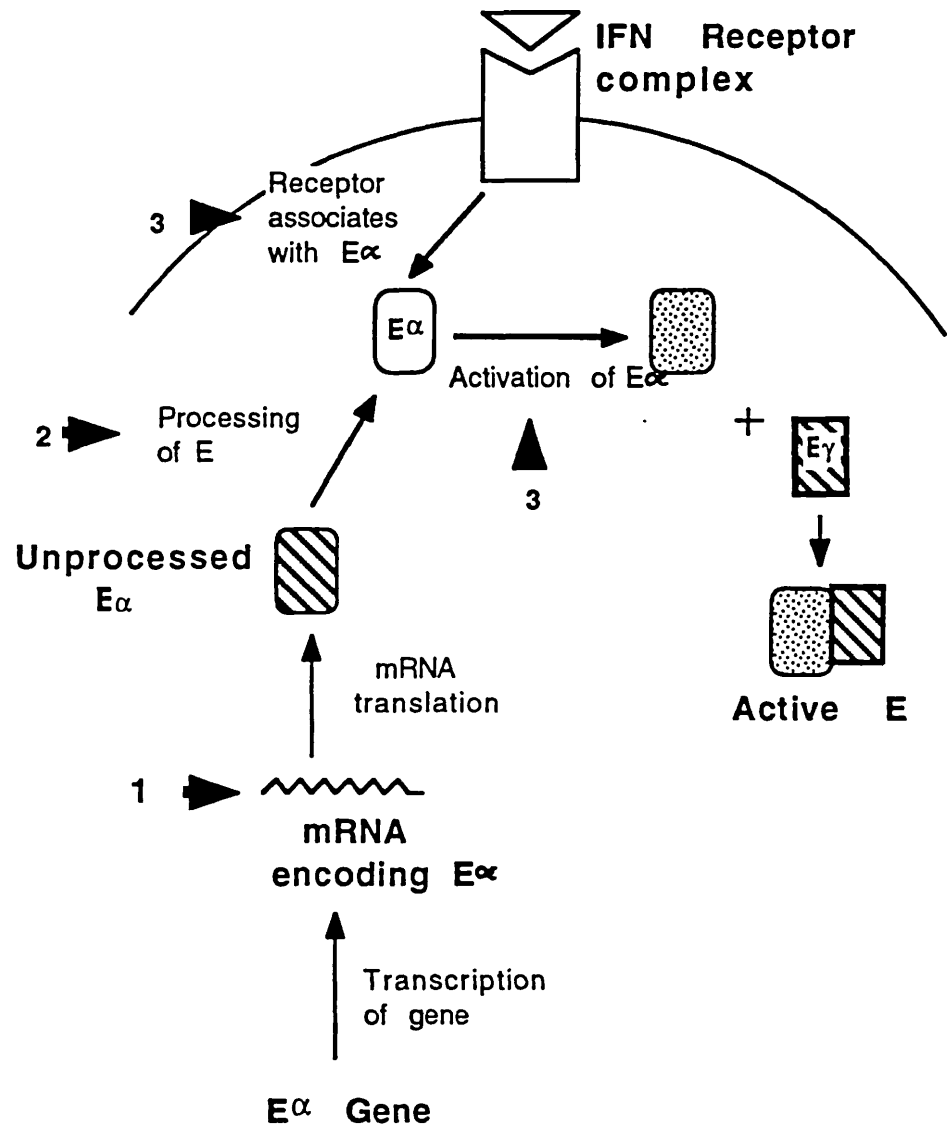 IFN Receptor
complex
Receptor
associates
with Eα
3
Eα
Activation of Eα
3
2
Processing
of E
+
Eγ
Unprocessed
Eα
mRNA
translation
Active E
1
mRNA
encoding Eα
Transcription
of gene
Eα Gene